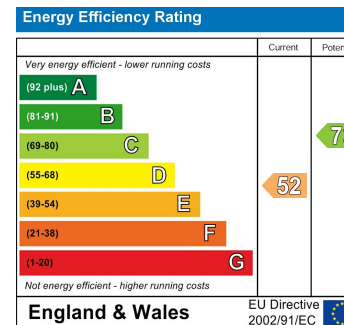 Energy Efficiency Rating
Current
Very energy efficient - lower running costs
(92 plus) A
(81-91) B
(69-80) C
(55-68) D
52
(39-54) E
(21-38) F
(1-20) G
Not energy efficient - higher running costs
England & Wales
EU Directive
2002/91/EC